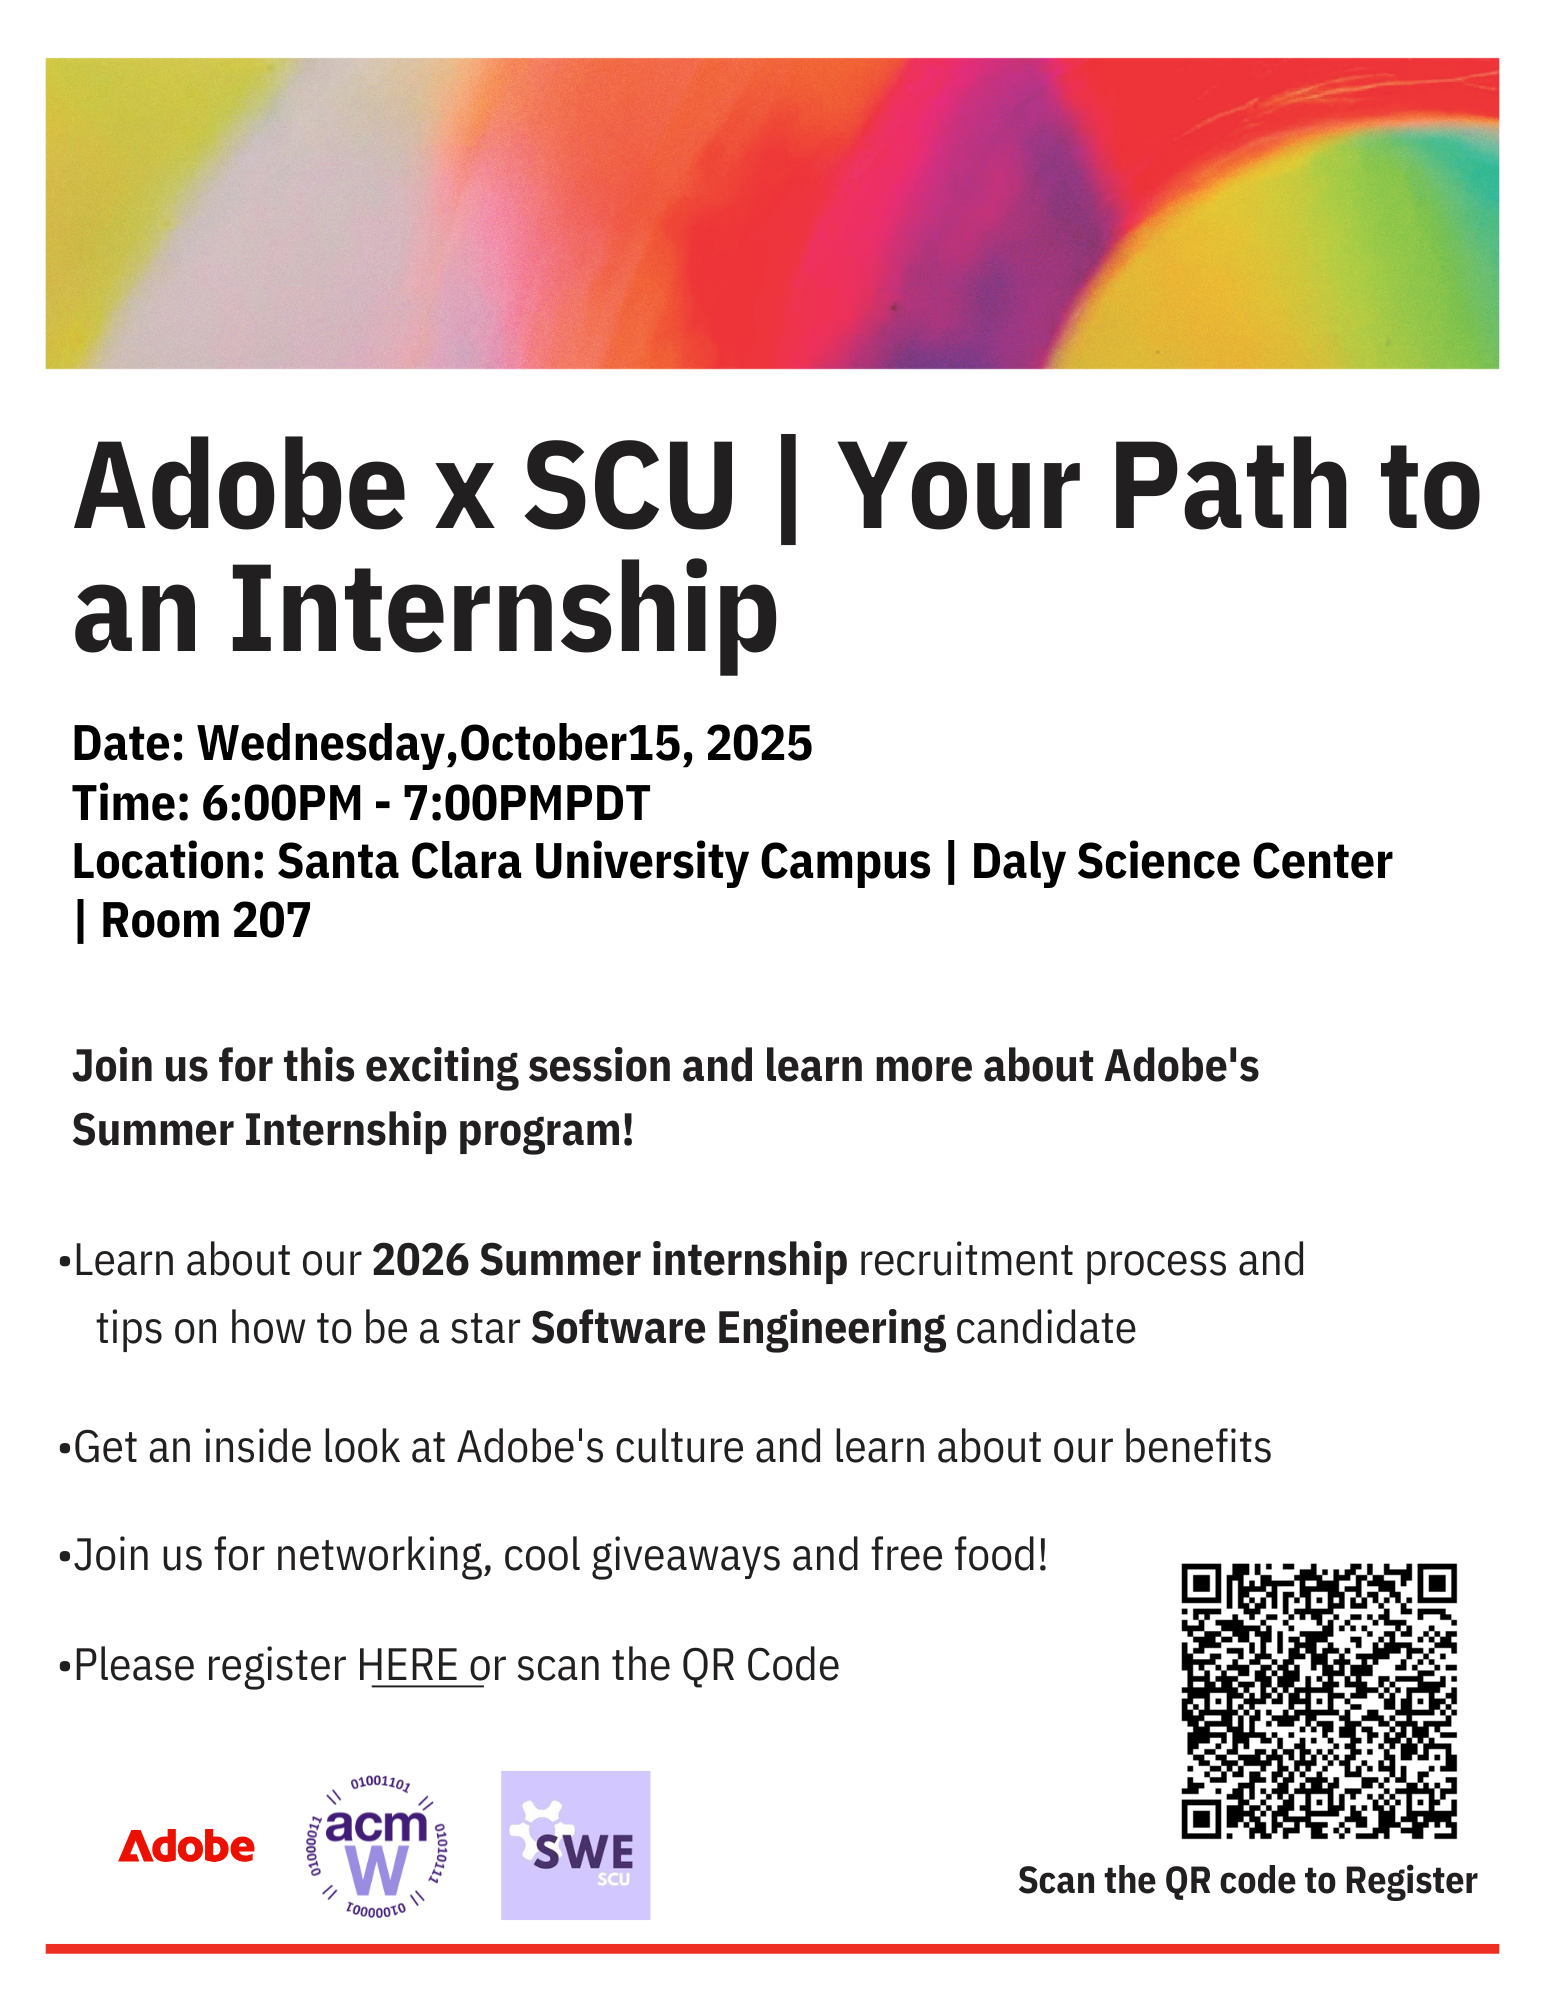 Adobe x SCU | Your Path to
an Internship
Date: Wednesday,October15, 2025
Time: 6:00PM - 7:00PMPDT
Location: Santa Clara University Campus | Daly Science Center
| Room 207
Join us for this exciting session and learn more about Adobe's
Summer Internship program!
•Learn about our 2026 Summer internship recruitment process and
tips on how to be a star Software Engineering candidate
•Get an inside look at Adobe's culture and learn about our benefits
•Join us for networking, cool giveaways and free food!
•Please register HERE or scan the QR Code
Adobe
01001101 //
01010111 //
01000001 //
01000011 //
acm
W
SWE
SCU
Scan the QR code to Register